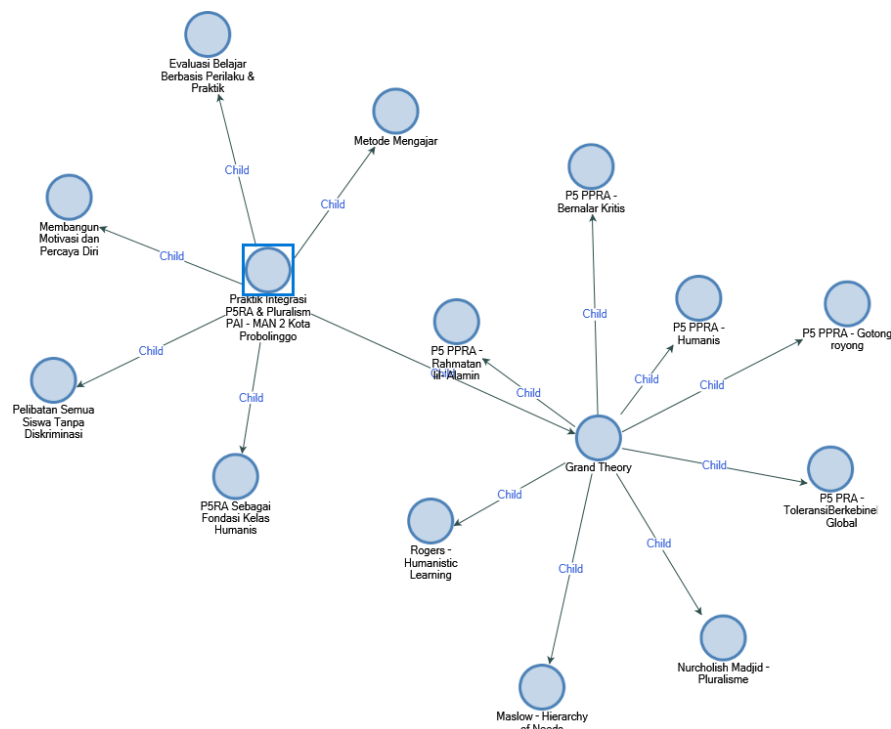 Evaluasi Belajar
Berbasis Perilaku &
Praktik
Child
Metode Mengajar
Child
Membangun
Motivasi dan
Percaya Diri
Child
Praktik Integrasi
P5RA & Pluralism
PAI - MAN 2 Kota
Probolinggo
Child
Pelibatan Semua
Siswa Tanpa
Diskriminasi
Child
P5RA Sebagai
Fondasi Kelas
Humanis
Child
P5 PPRA -
Bernalar Kritis
Child
P5 PPRA -
Rahmatan
lil- Alamin
Child
P5 PPRA -
Humanis
Child
P5 PPRA - Gotong
royong
Child
Grand Theory
Child
P5 PRA -
ToleransiBerkebinel
Global
Child
Rogers -
Humanistic
Learning
Child
Nurcholish Madjid -
Pluralisme
Child
Maslow - Hierarchy
of Needs